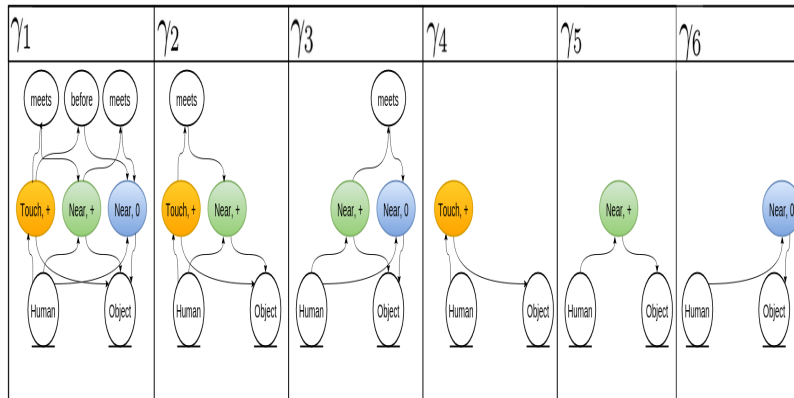 γ1 γ2 γ3 γ4 γ5 γ6
meets before meets meets meets
Touch, + Near, + Near, 0 Touch, + Near, + Near, + Near, 0 Touch, + Near, + Near, 0
Human Object Human Object Human Object Human Object Human Object Human Object